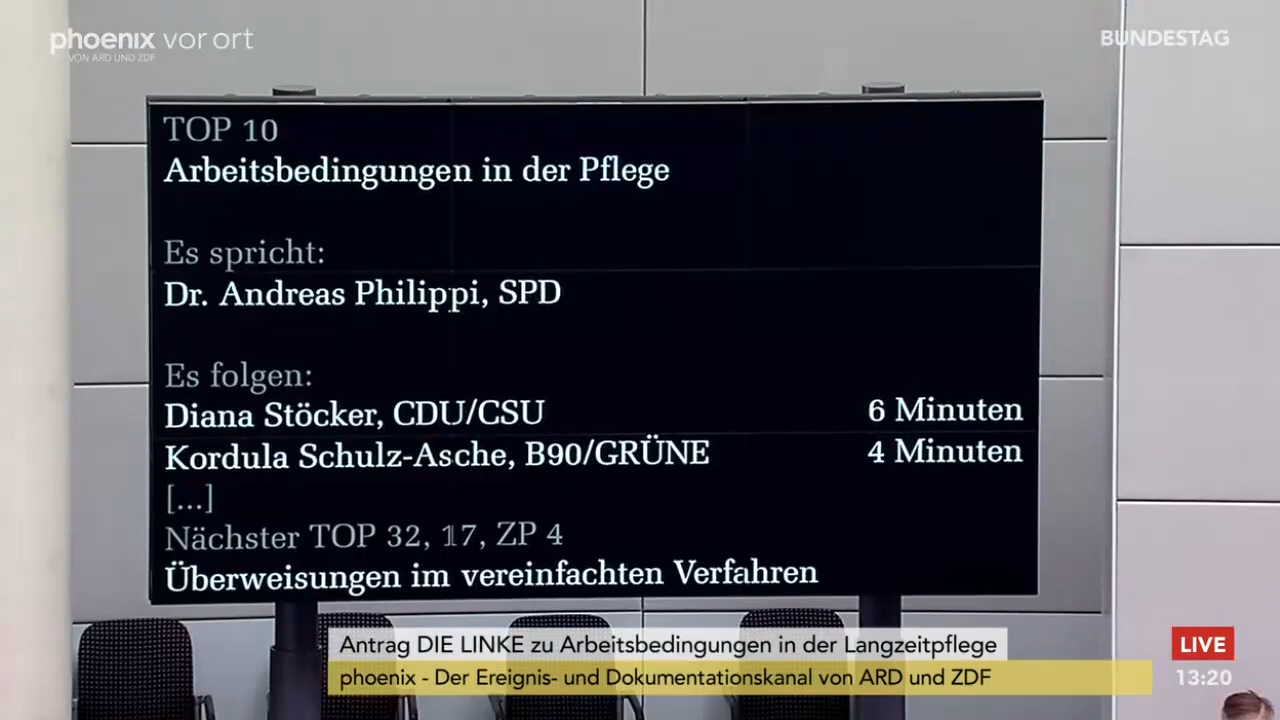 phoenix vor ort
VON ARD UND ZDF
BUNDESTAG
TOP 10
Arbeitsbedingungen in der Pflege
Es spricht:
Dr. Andreas Philippi, SPD
Es folgen:
Diana Stöcker, CDU/CSU 6 Minuten
Kordula Schulz-Asche, B90/GRÜNE 4 Minuten
[...]
Nächster TOP 32, 17, ZP 4
Überweisungen im vereinfachten Verfahren
Antrag DIE LINKE zu Arbeitsbedingungen in der Langzeitpflege
phoenix - Der Ereignis- und Dokumentationskanal von ARD und ZDF
LIVE
13:20